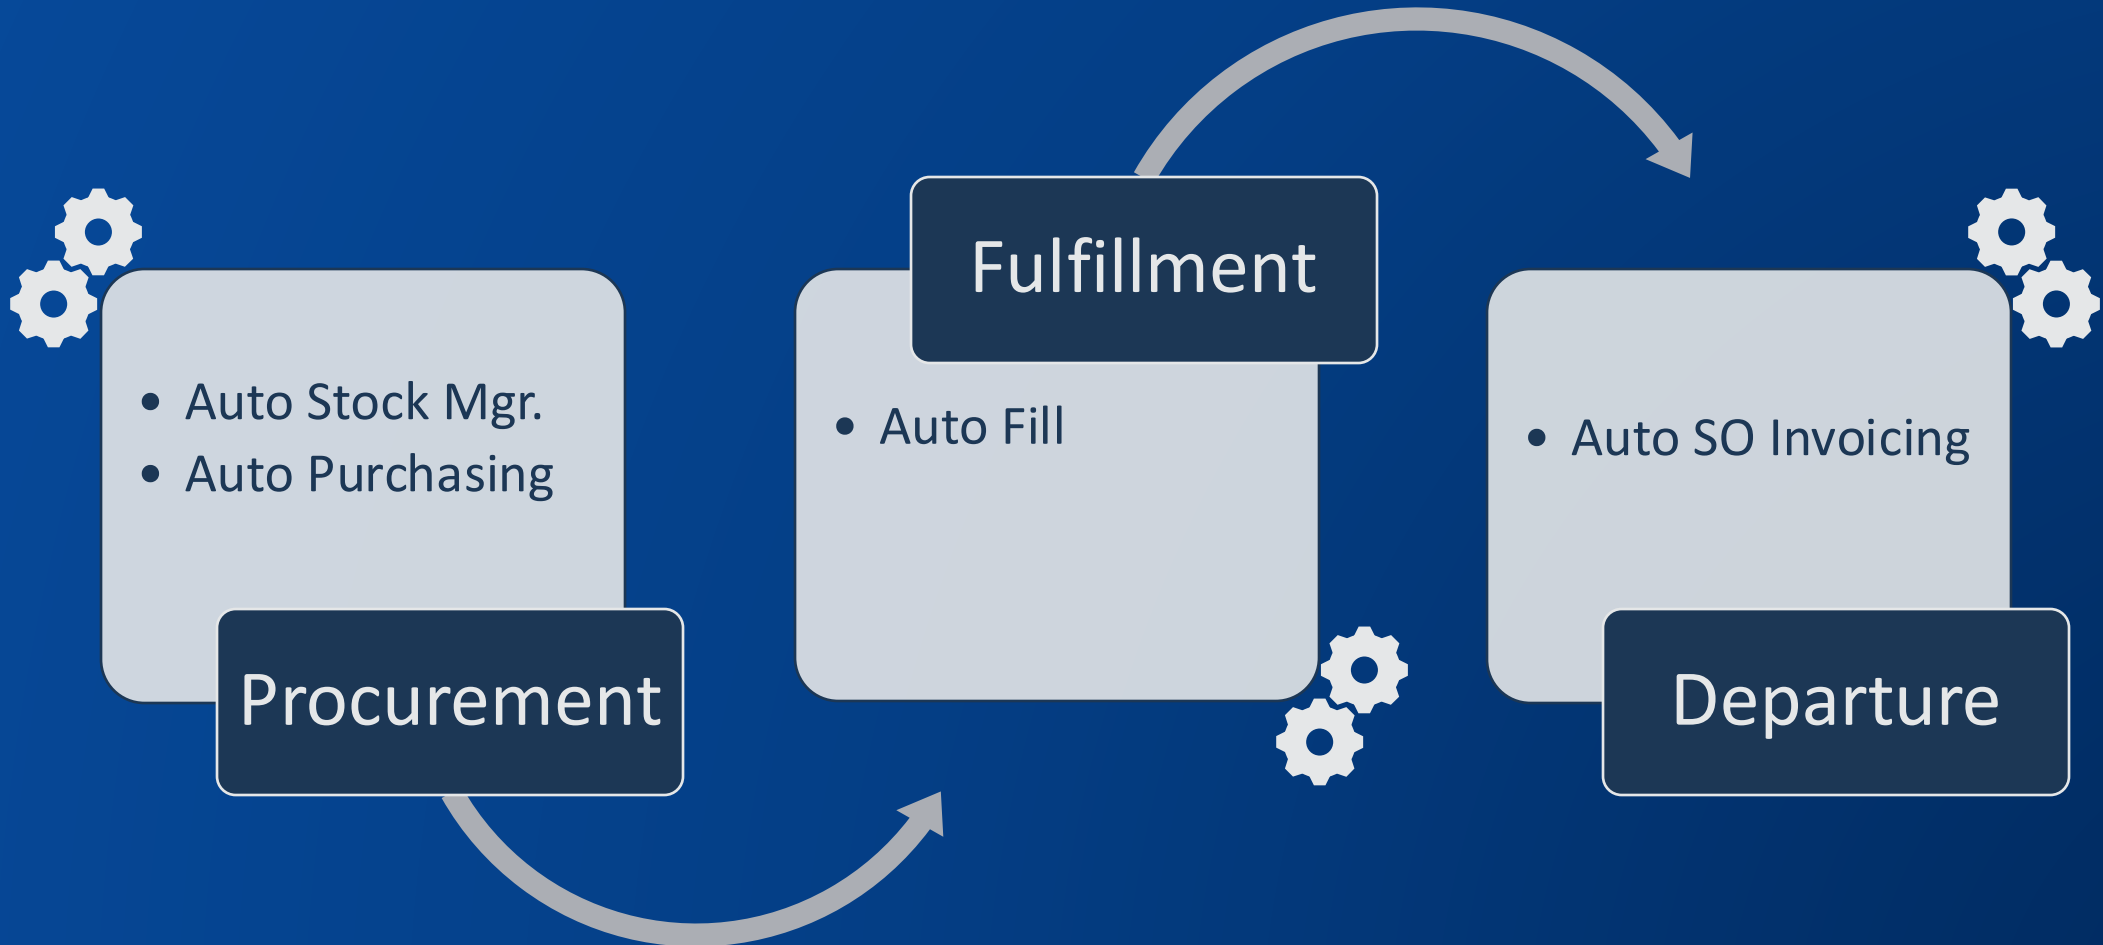 • Auto Stock Mgr.
• Auto Purchasing
Procurement
Fulfillment
• Auto Fill
• Auto SO Invoicing
Departure